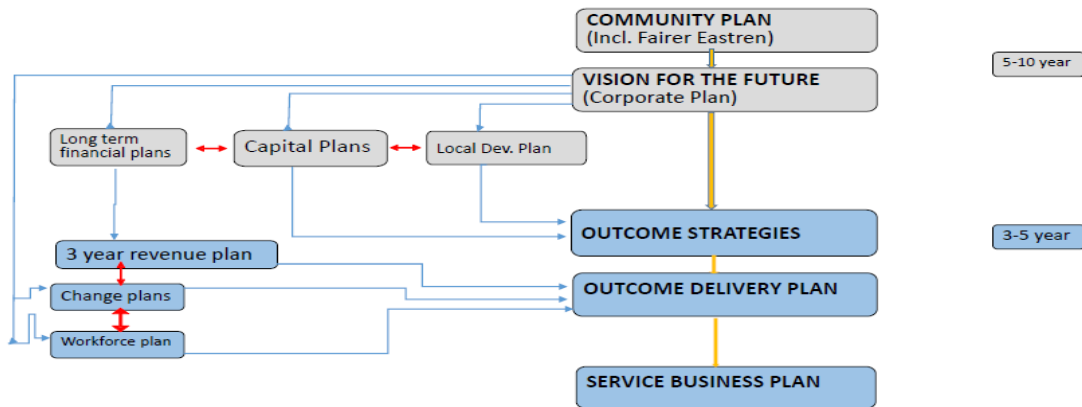 COMMUNITY PLAN
(Incl. Fairer Eastren)
5-10 year
VISION FOR THE FUTURE
(Corporate Plan)
Long term
financial plans
Capital Plans
Local Dev. Plan
OUTCOME STRATEGIES
3-5 year
3 year revenue plan
OUTCOME DELIVERY PLAN
Change plans
Workforce plan
SERVICE BUSINESS PLAN